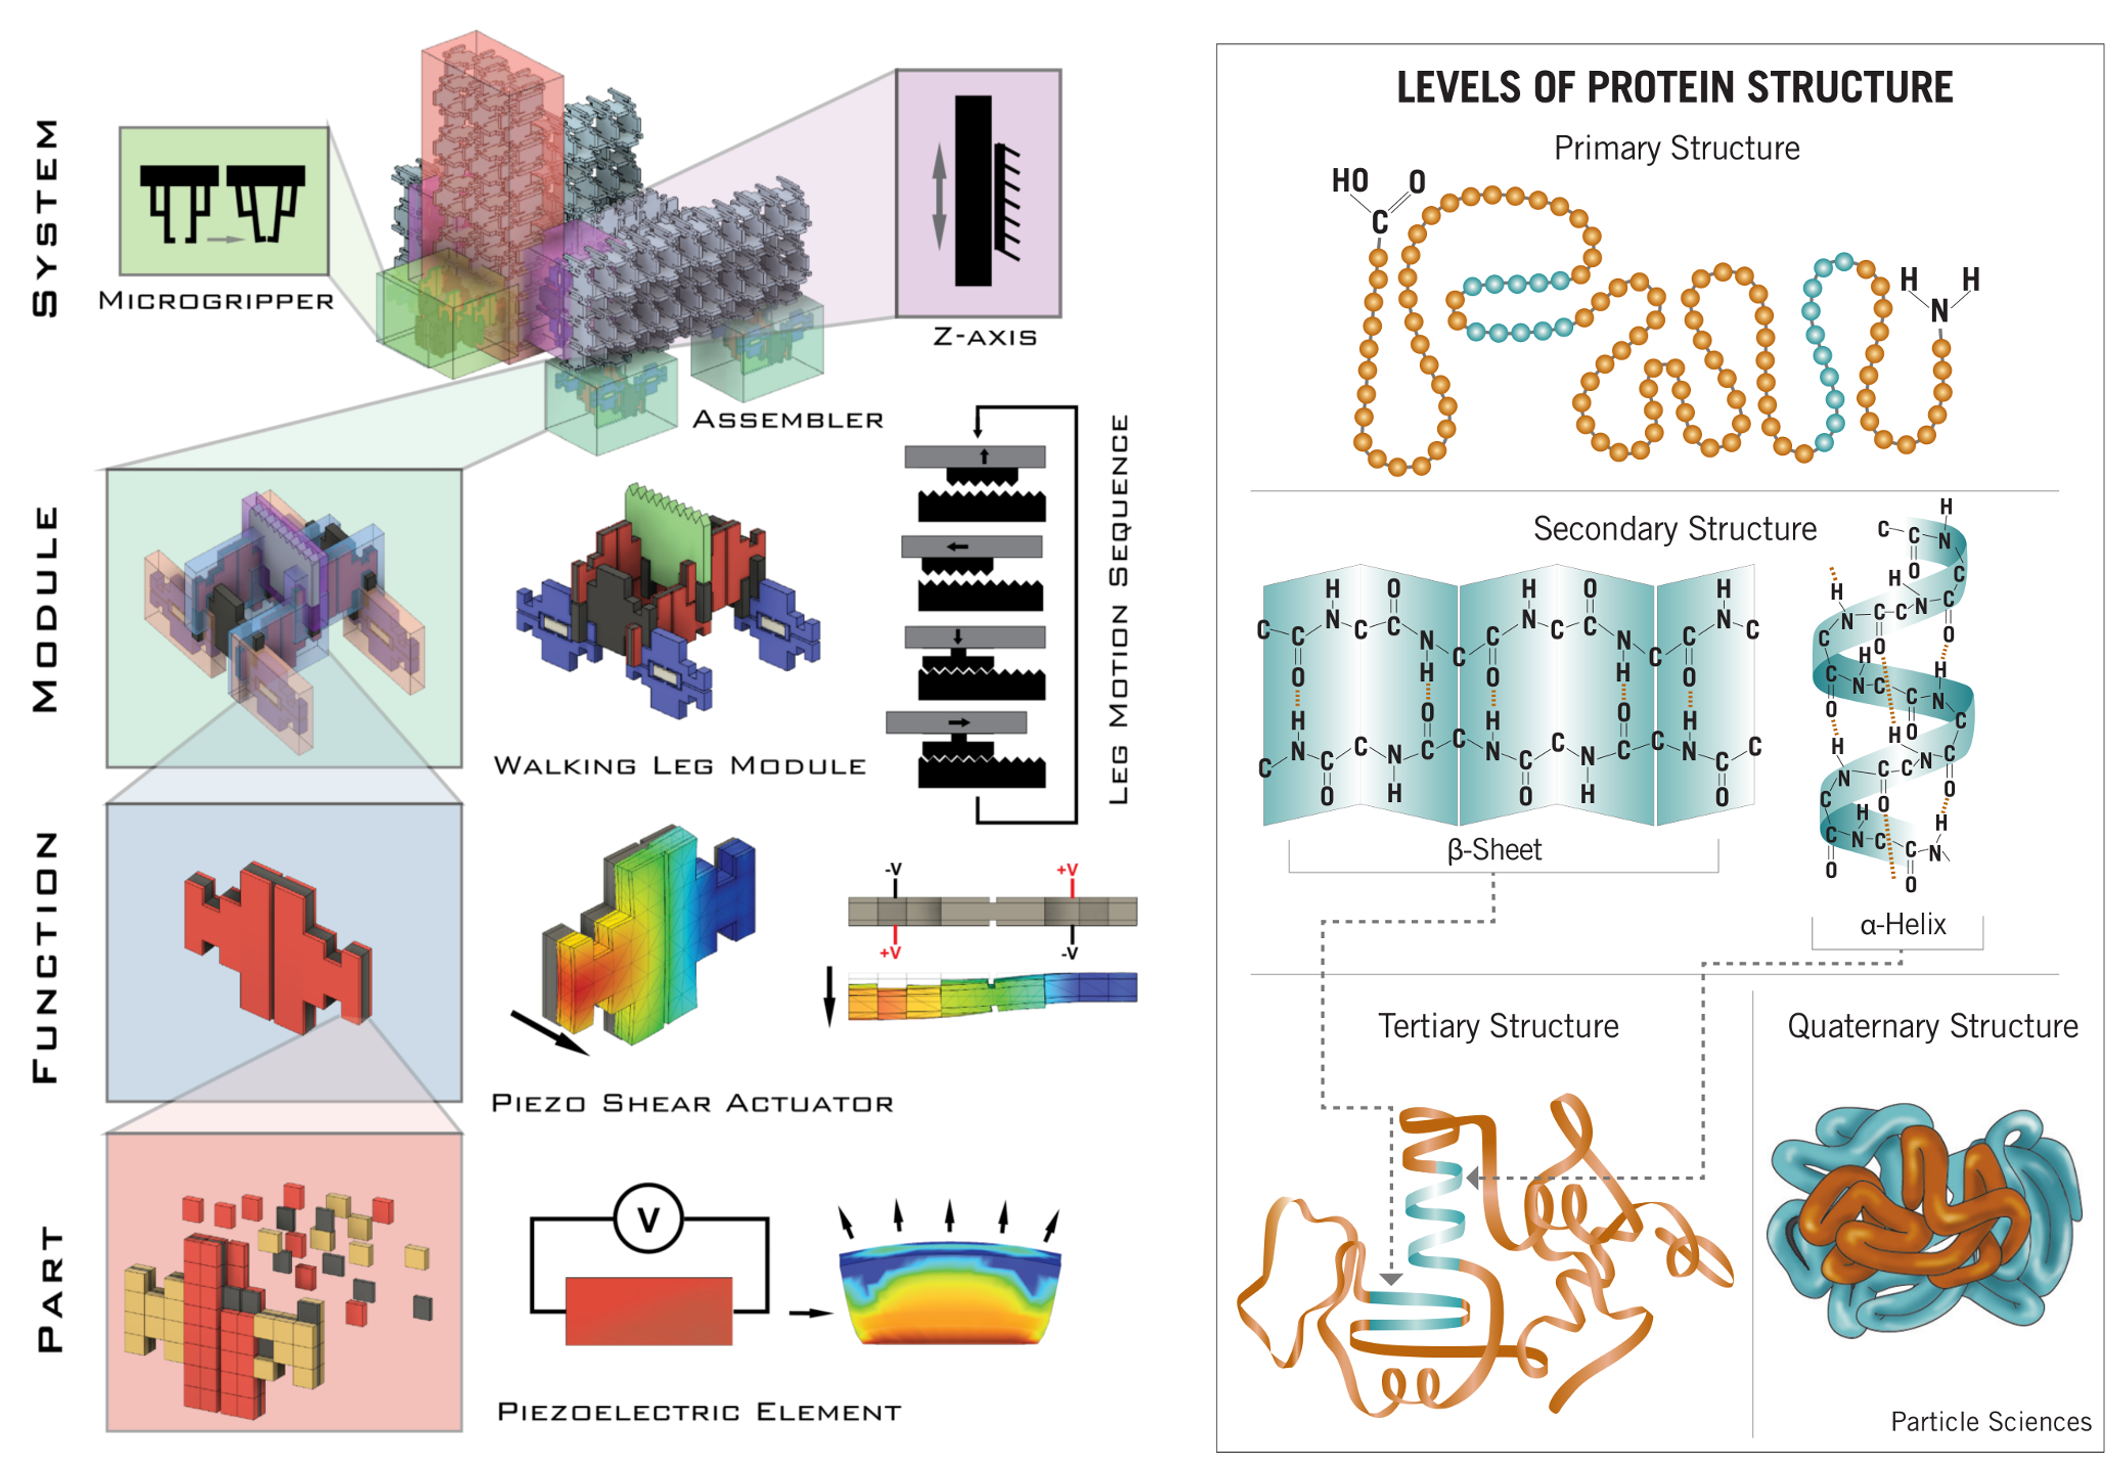 SYSTEM
MICROGRIPPER
Z-AXIS
ASSEMBLER
MODULE
WALKING LEG MODULE
LEG MOTION SEQUENCE
FUNCTION
PIEZO SHEAR ACTUATOR
-V
+V
+V
-V
PART
V
PIEZOELECTRIC ELEMENT
LEVELS OF PROTEIN STRUCTURE
Primary Structure
HO
O
C
H
H
N
Secondary Structure
H O H O H
C C N C C N C C N C C N C C N C
O H O H O
H O H O H
C N C C N C C N C C N C C N C C
O H O H O
β-Sheet
H
C C N
O C
H H
N C C N C
C O O
H H
C N C C N
O O C
H H
N C C N C
C O O
H H
C N C C N
O O
α-Helix
Tertiary Structure
Quaternary Structure
Particle Sciences